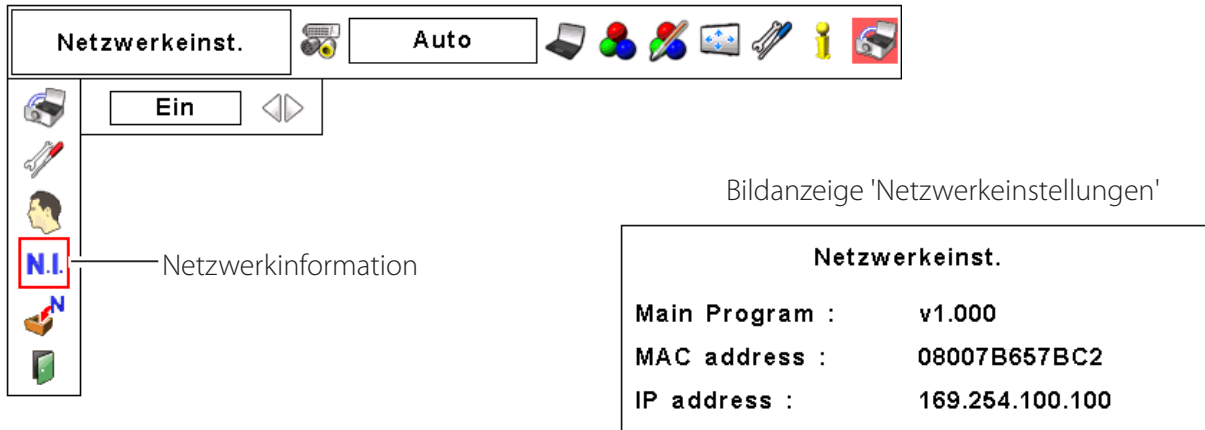 Netzwerkeinst. Auto
Ein
N.I. Netzwerkinformation
N
Bildanzeige 'Netzwerkeinstellungen'
Netzwerkeinst.
Main Program : v1.000
MAC address : 08007B657BC2
IP address : 169.254.100.100